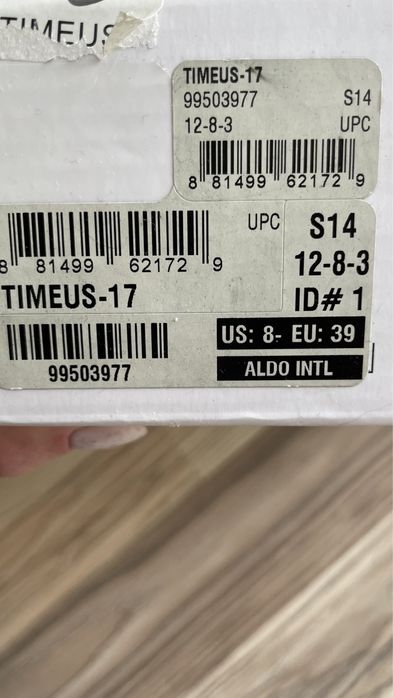 TIMEUS
TIMEUS-17
99503977 S14
12-8-3 UPC
8 81499 62172 9
UPC
8 81499 62172 9
TIMEUS-17
99503977
S14
12-8-3
ID# 1
US: 8- EU: 39
ALDO INTL